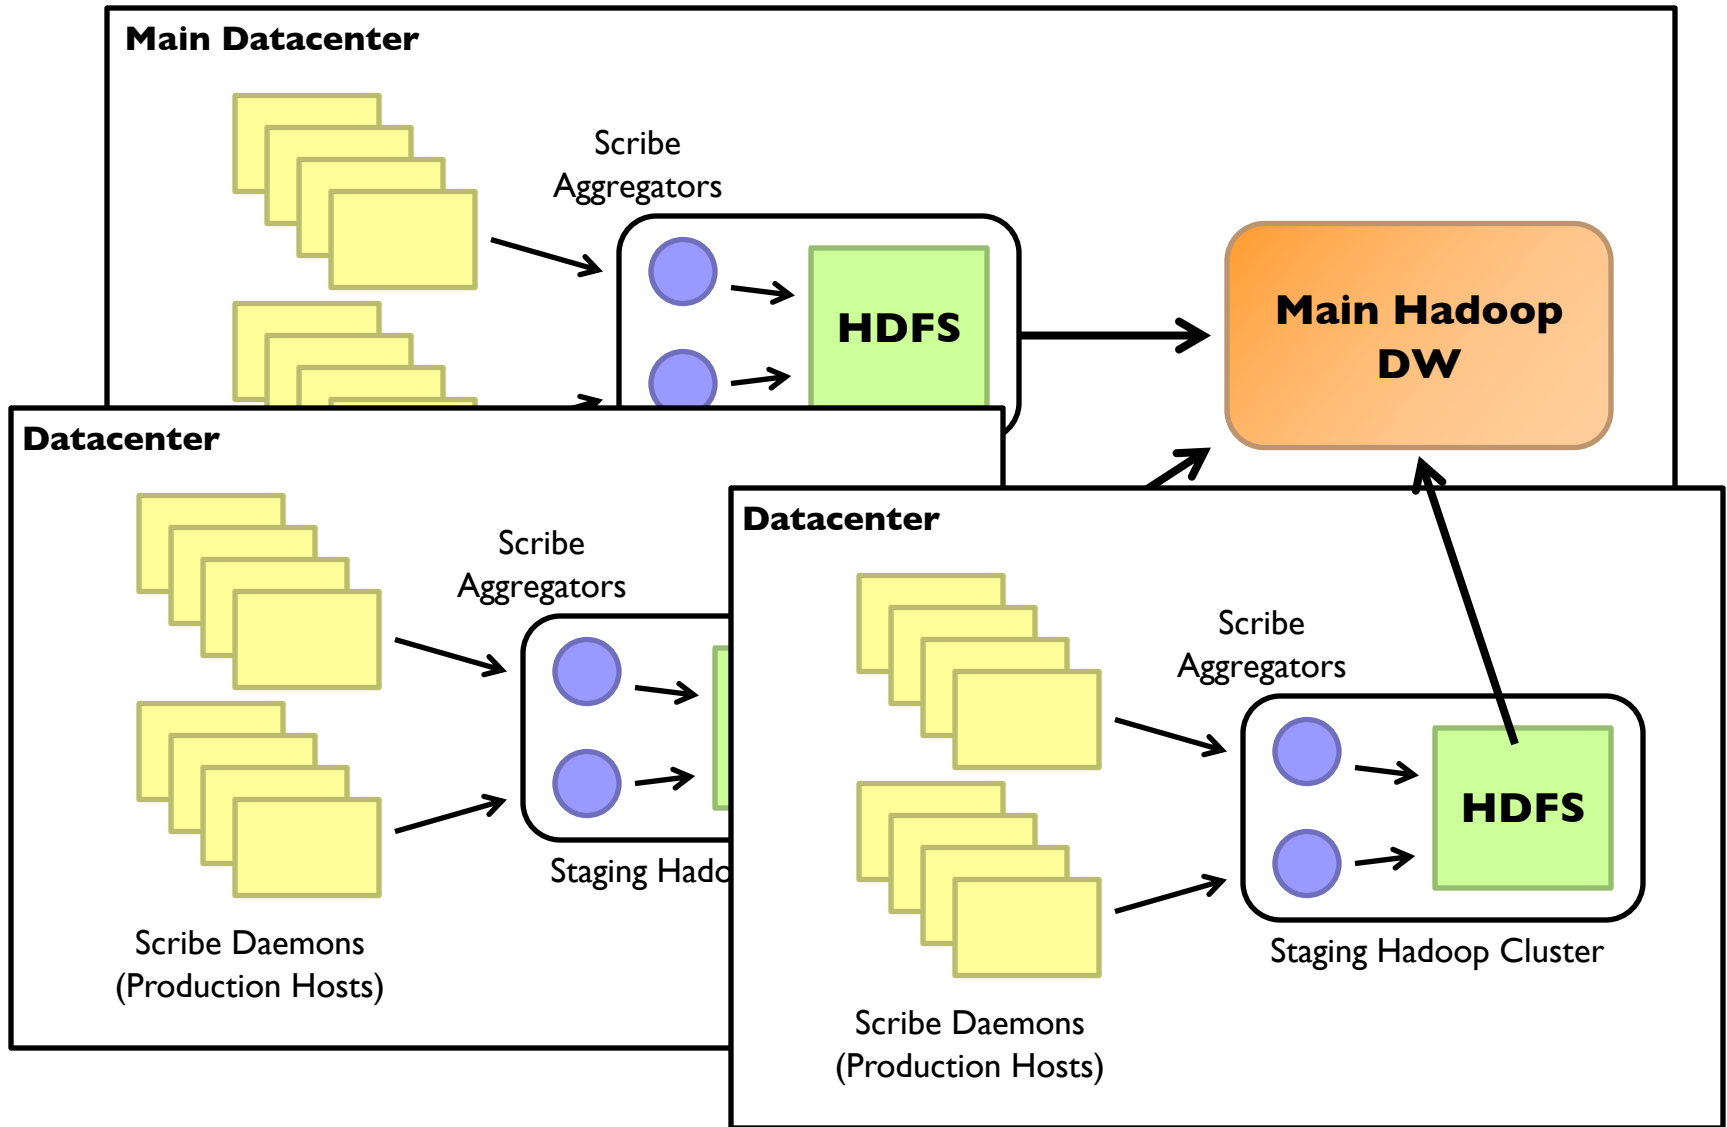 Main Datacenter
Scribe
Aggregators
HDFS
Main Hadoop
DW
Datacenter
Scribe
Aggregators
Staging
Scribe Daemons
(Production Hosts)
Datacenter
Scribe
Aggregators
HDFS
Staging Hadoop Cluster
Scribe Daemons
(Production Hosts)